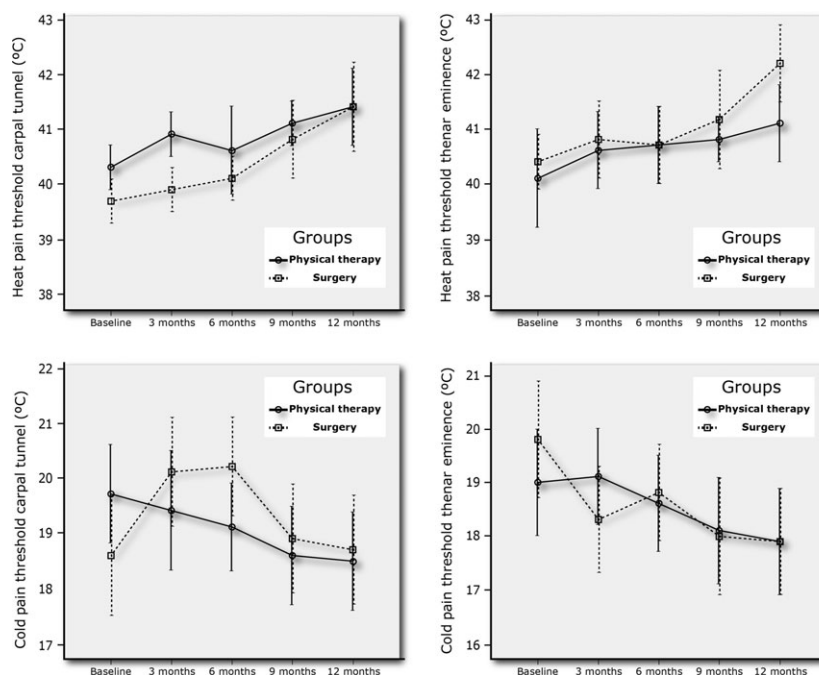 Heat pain threshold carpal tunnel (ºC)
43
42
41
40
39
38
Groups
Physical therapy
Surgery
Baseline 3 months 6 months 9 months 12 months
Heat pain threshold thenar eminence (ºC)
43
42
41
40
39
38
Groups
Physical therapy
Surgery
Baseline 3 months 6 months 9 months 12 months
Cold pain threshold carpal tunnel (ºC)
22
21
20
19
18
17
Groups
Physical therapy
Surgery
Baseline 3 months 6 months 9 months 12 months
Cold pain threshold thenar eminence (ºC)
21
20
19
18
17
16
Groups
Physical therapy
Surgery
Baseline 3 months 6 months 9 months 12 months